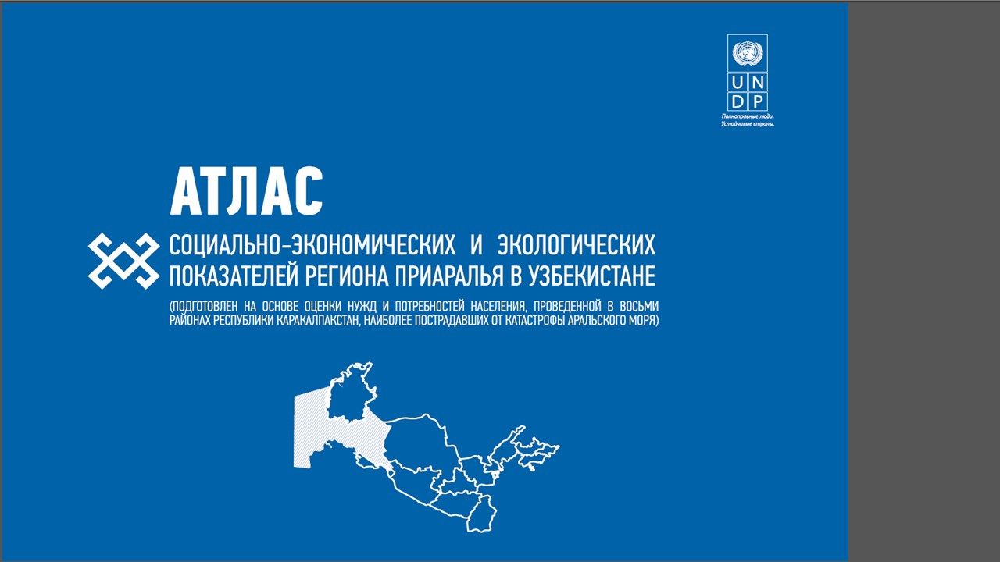 U N
D P
Полноправные люди.
Устойчивые страны.
АТЛАС
СОЦИАЛЬНО-ЭКОНОМИЧЕСКИХ И ЭКОЛОГИЧЕСКИХ
ПОКАЗАТЕЛЕЙ РЕГИОНА ПРИАРАЛЬЯ В УЗБЕКИСТАНЕ
(ПОДГОТОВЛЕН НА ОСНОВЕ ОЦЕНКИ НУЖД И ПОТРЕБНОСТЕЙ НАСЕЛЕНИЯ, ПРОВЕДЕННОЙ В ВОСЬМИ
РАЙОНАХ РЕСПУБЛИКИ КАРАКАЛПАКСТАН, НАИБОЛЕЕ ПОСТРАДАВШИХ ОТ КАТАСТРОФЫ АРАЛЬСКОГО МОРЯ)